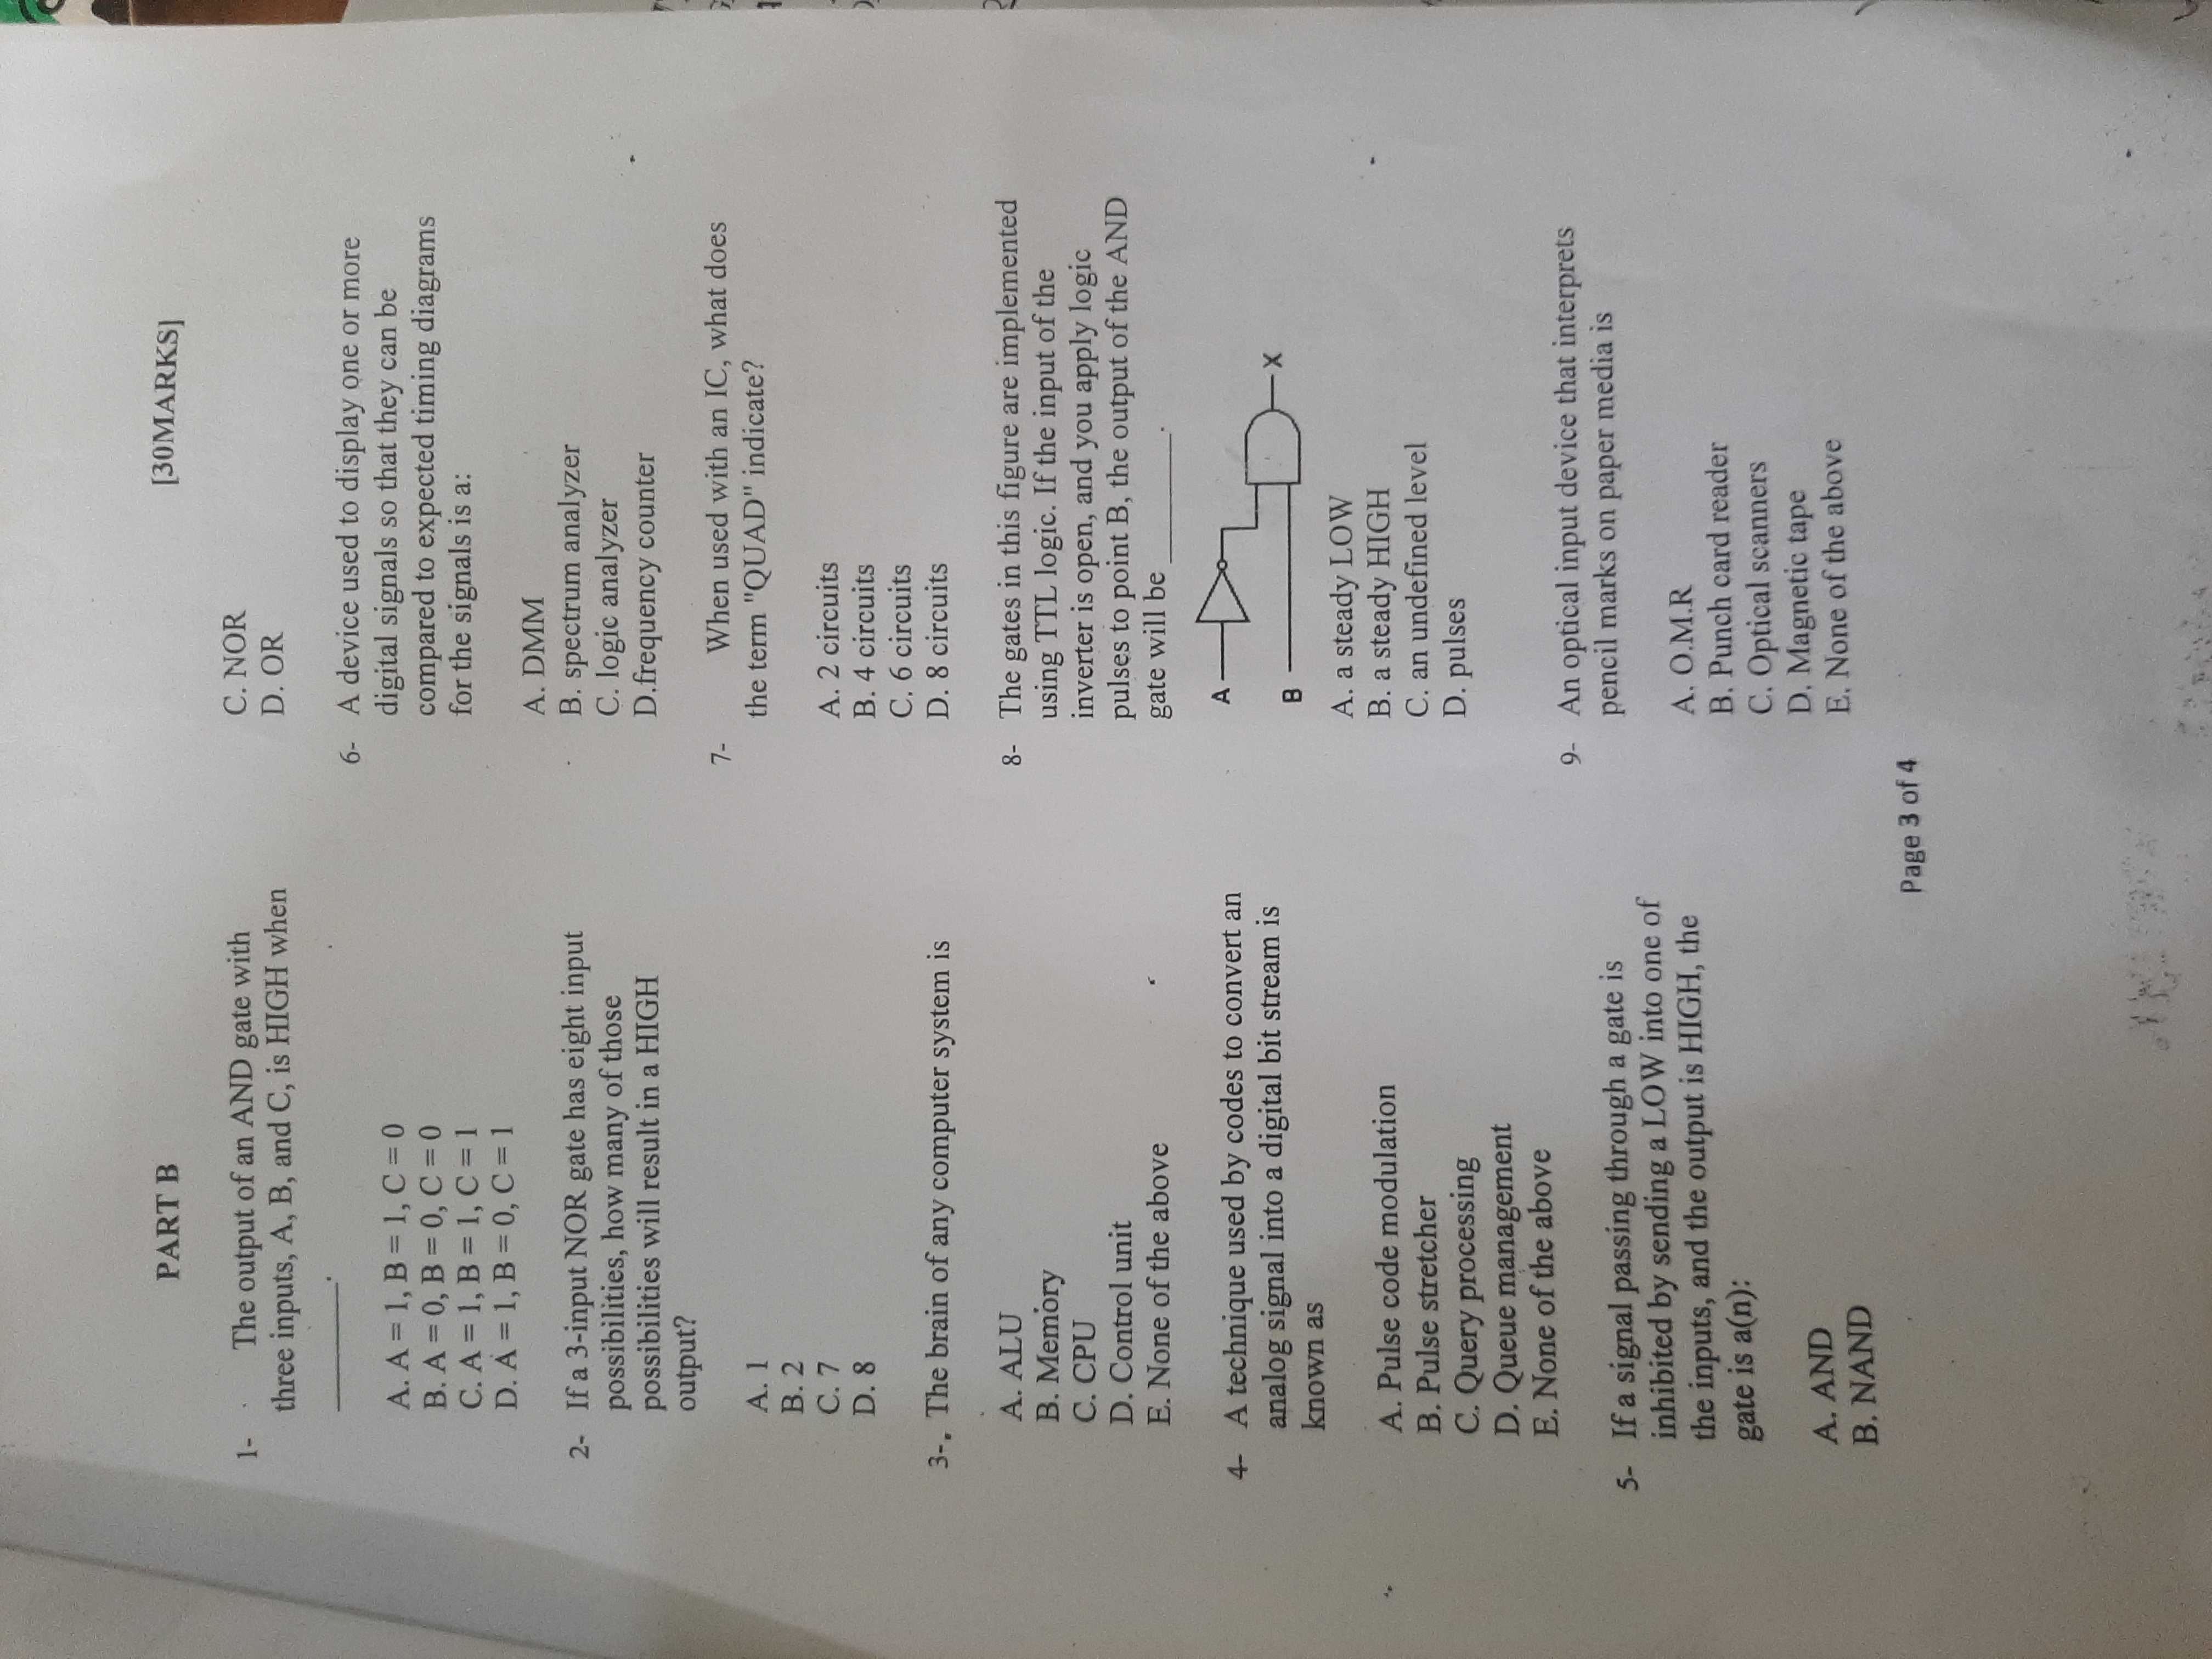 PART B
[30MARKS]
1- The output of an AND gate with
three inputs, A, B, and C, is HIGH when
________.
A. A = 1, B = 1, C = 0
B. A = 0, B = 0, C = 0
C. A = 1, B = 1, C = 1
D. A = 1, B = 0, C = 1
2- If a 3-input NOR gate has eight input
possibilities, how many of those
possibilities will result in a HIGH
output?
A. 1
B. 2
C. 7
D. 8
3-. The brain of any computer system is
A. ALU
B. Memory
C. CPU
D. Control unit
E. None of the above
4- A technique used by codes to convert an
analog signal into a digital bit stream is
known as
A. Pulse code modulation
B. Pulse stretcher
C. Query processing
D. Queue management
E. None of the above
5- If a signal passing through a gate is
inhibited by sending a LOW into one of
the inputs, and the output is HIGH, the
gate is a(n):
A. AND
B. NAND
C. NOR
D. OR
6- A device used to display one or more
digital signals so that they can be
compared to expected timing diagrams
for the signals is a:
A. DMM
B. spectrum analyzer
C. logic analyzer
D.frequency counter
7- When used with an IC, what does
the term "QUAD" indicate?
A. 2 circuits
B. 4 circuits
C. 6 circuits
D. 8 circuits
8- The gates in this figure are implemented
using TTL logic. If the input of the
inverter is open, and you apply logic
pulses to point B, the output of the AND
gate will be ________.
A
X
B
A. a steady LOW
B. a steady HIGH
C. an undefined level
D. pulses
9- An optical input device that interprets
pencil marks on paper media is
A. O.M.R
B. Punch card reader
C. Optical scanners
D. Magnetic tape
E. None of the above
Page 3 of 4